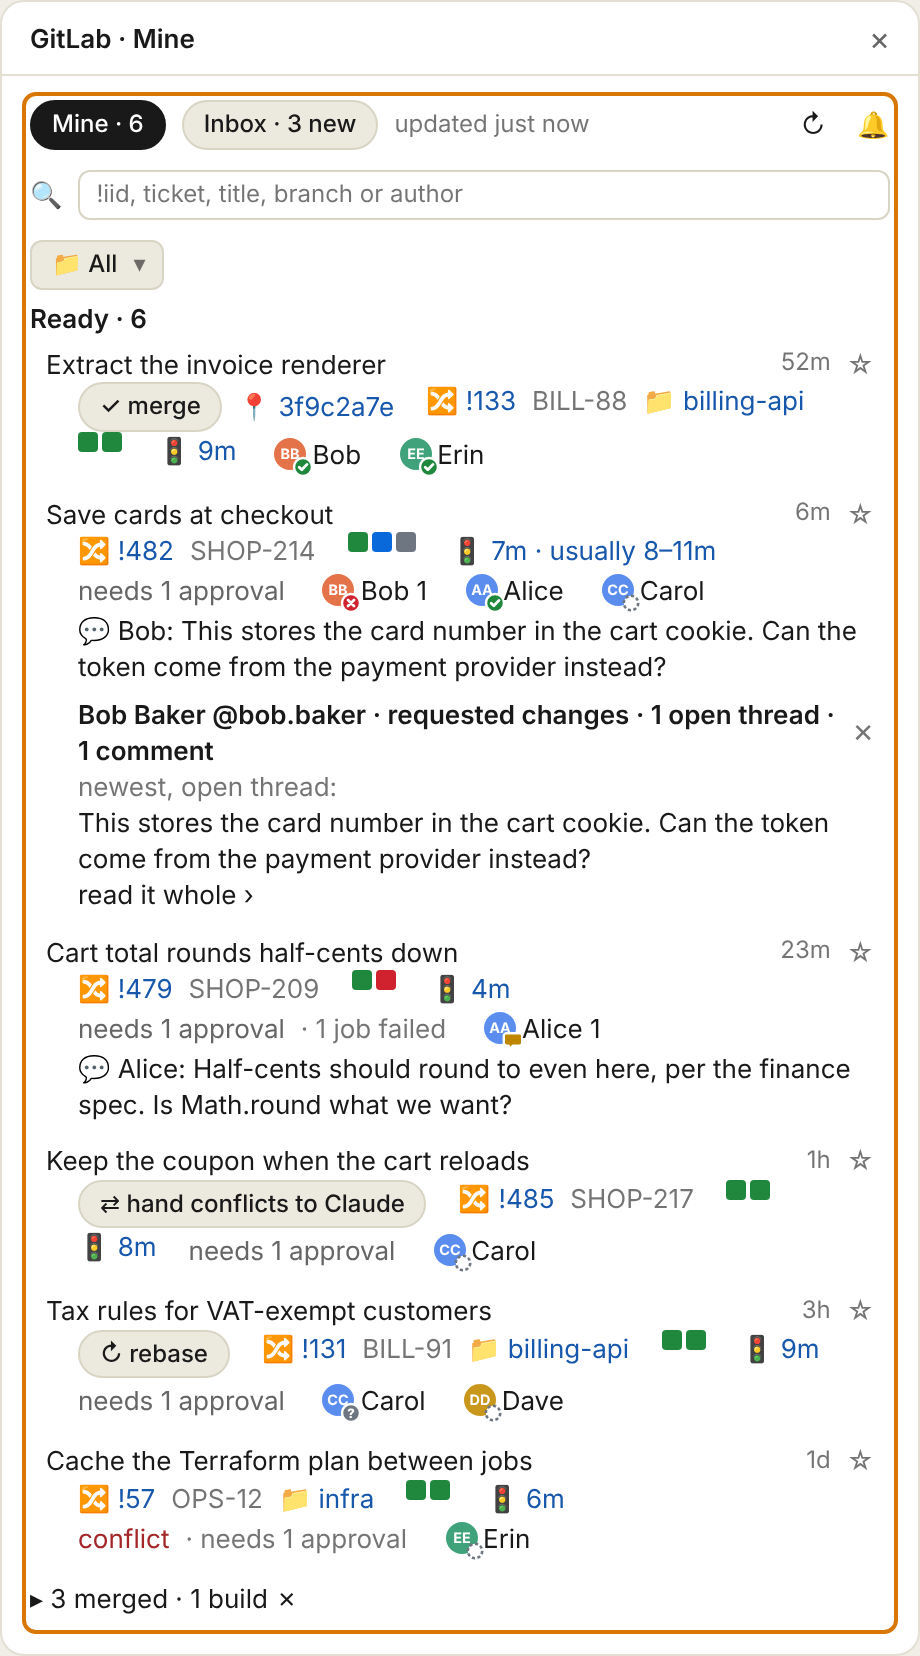 GitLab · Mine ×
Mine · 6 Inbox · 3 new updated just now ↻ 🔔
🔍 !iid, ticket, title, branch or author
📁 All ▾
Ready · 6
Extract the invoice renderer 52m ☆
✓ merge 📍 3f9c2a7e 🔀 !133 BILL-88 📁 billing-api
🚦 9m BB Bob EE Erin
Save cards at checkout 6m ☆
🔀 !482 SHOP-214 🚦 7m · usually 8–11m
needs 1 approval BB Bob 1 AA Alice CC Carol
💬 Bob: This stores the card number in the cart cookie. Can the
token come from the payment provider instead?
Bob Baker @bob.baker · requested changes · 1 open thread · ×
1 comment
newest, open thread:
This stores the card number in the cart cookie. Can the token
come from the payment provider instead?
read it whole ›
Cart total rounds half-cents down 23m ☆
🔀 !479 SHOP-209 🚦 4m
needs 1 approval · 1 job failed AA Alice 1
💬 Alice: Half-cents should round to even here, per the finance
spec. Is Math.round what we want?
Keep the coupon when the cart reloads 1h ☆
⇄ hand conflicts to Claude 🔀 !485 SHOP-217
🚦 8m needs 1 approval CC Carol
Tax rules for VAT-exempt customers 3h ☆
↻ rebase 🔀 !131 BILL-91 📁 billing-api 🚦 9m
needs 1 approval CC ? Carol DD Dave
Cache the Terraform plan between jobs 1d ☆
🔀 !57 OPS-12 📁 infra 🚦 6m
conflict · needs 1 approval EE Erin
▸ 3 merged · 1 build ×